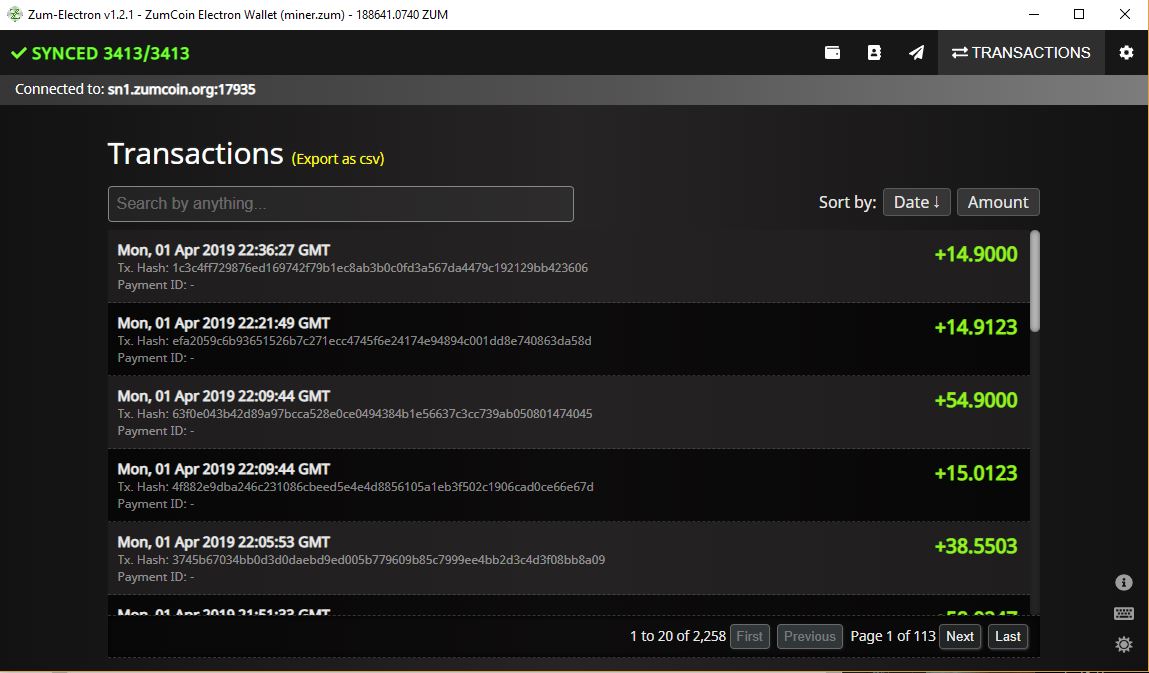 Zum-Electron v1.2.1 - ZumCoin Electron Wallet (miner.zum) - 188641.0740 ZUM
SYNCED 3413/3413
TRANSACTIONS
Connected to: sn1.zumcoin.org:17935
Transactions (Export as csv)
Search by anything...
Sort by: Date↓ Amount
Mon, 01 Apr 2019 22:36:27 GMT +14.9000
Tx. Hash: 1c3c4ff729876ed169742f79b1ec8ab3b0c0fd3a567da4479c192129bb423606
Payment ID: -
Mon, 01 Apr 2019 22:21:49 GMT +14.9123
Tx. Hash: efa2059c6b93651526b7c271ecc4745f6e24174e94894c001dd8e740863da58d
Payment ID: -
Mon, 01 Apr 2019 22:09:44 GMT +54.9000
Tx. Hash: 63f0e043b42d89a97bcca528e0ce0494384b1e56637c3cc739ab050801474045
Payment ID: -
Mon, 01 Apr 2019 22:09:44 GMT +15.0123
Tx. Hash: 4f882e9dba246c231086cbeed5e4e4d8856105a1eb3f502c1906cad0ce66e67d
Payment ID: -
Mon, 01 Apr 2019 22:05:53 GMT +38.5503
Tx. Hash: 3745b67034bb0d3d0daebd9ed005b779609b85c7999ee4bb2d3c4d3f08bb8a09
Payment ID: -
Mon, 01 Apr 2019 21:51:33 GMT
1 to 20 of 2,258 First Previous Page 1 of 113 Next Last